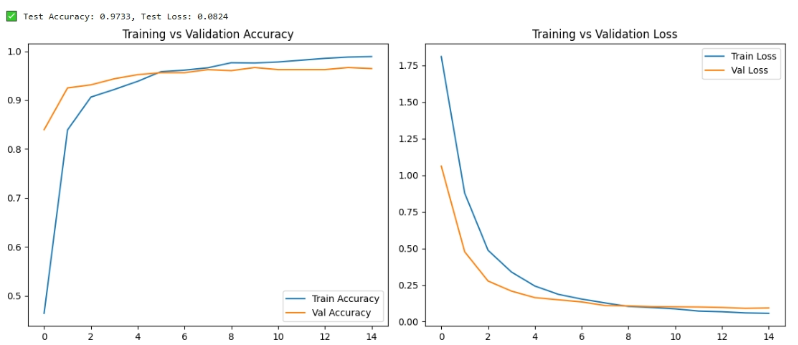 ✅ Test Accuracy: 0.9733, Test Loss: 0.0824
Training vs Validation Accuracy
1.0
0.9
0.8
0.7
0.6
0.5
Train Accuracy
Val Accuracy
0 2 4 6 8 10 12 14
Training vs Validation Loss
1.75
1.50
1.25
1.00
0.75
0.50
0.25
0.00
Train Loss
Val Loss
0 2 4 6 8 10 12 14